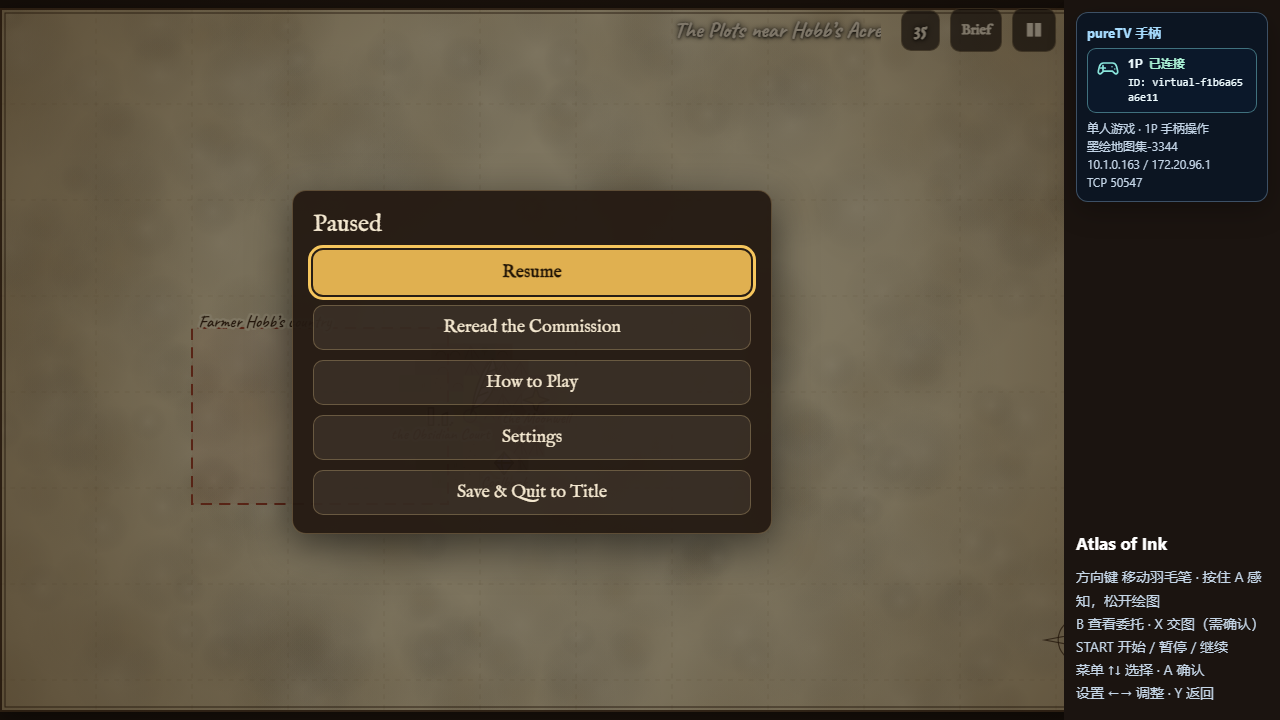 The Plots near Hobb's Acre
35
Brief
Paused
Resume
Reread the Commission
How to Play
Settings
Save & Quit to Title
Farmer Hobb's
pureTV 手柄
1P 已连接
ID: virtual-f1b6a65
a6e11
单人游戏 · 1P 手柄操作
墨绘地图集-3344
10.1.0.163 / 172.20.96.1
TCP 50547
Atlas of Ink
方向键 移动羽毛笔 · 按住 A 感
知，松开绘图
B 查看委托 · X 交图（需确认）
START 开始 / 暂停 / 继续
菜单 ↑↓ 选择 · A 确认
设置 ←→ 调整 · Y 返回